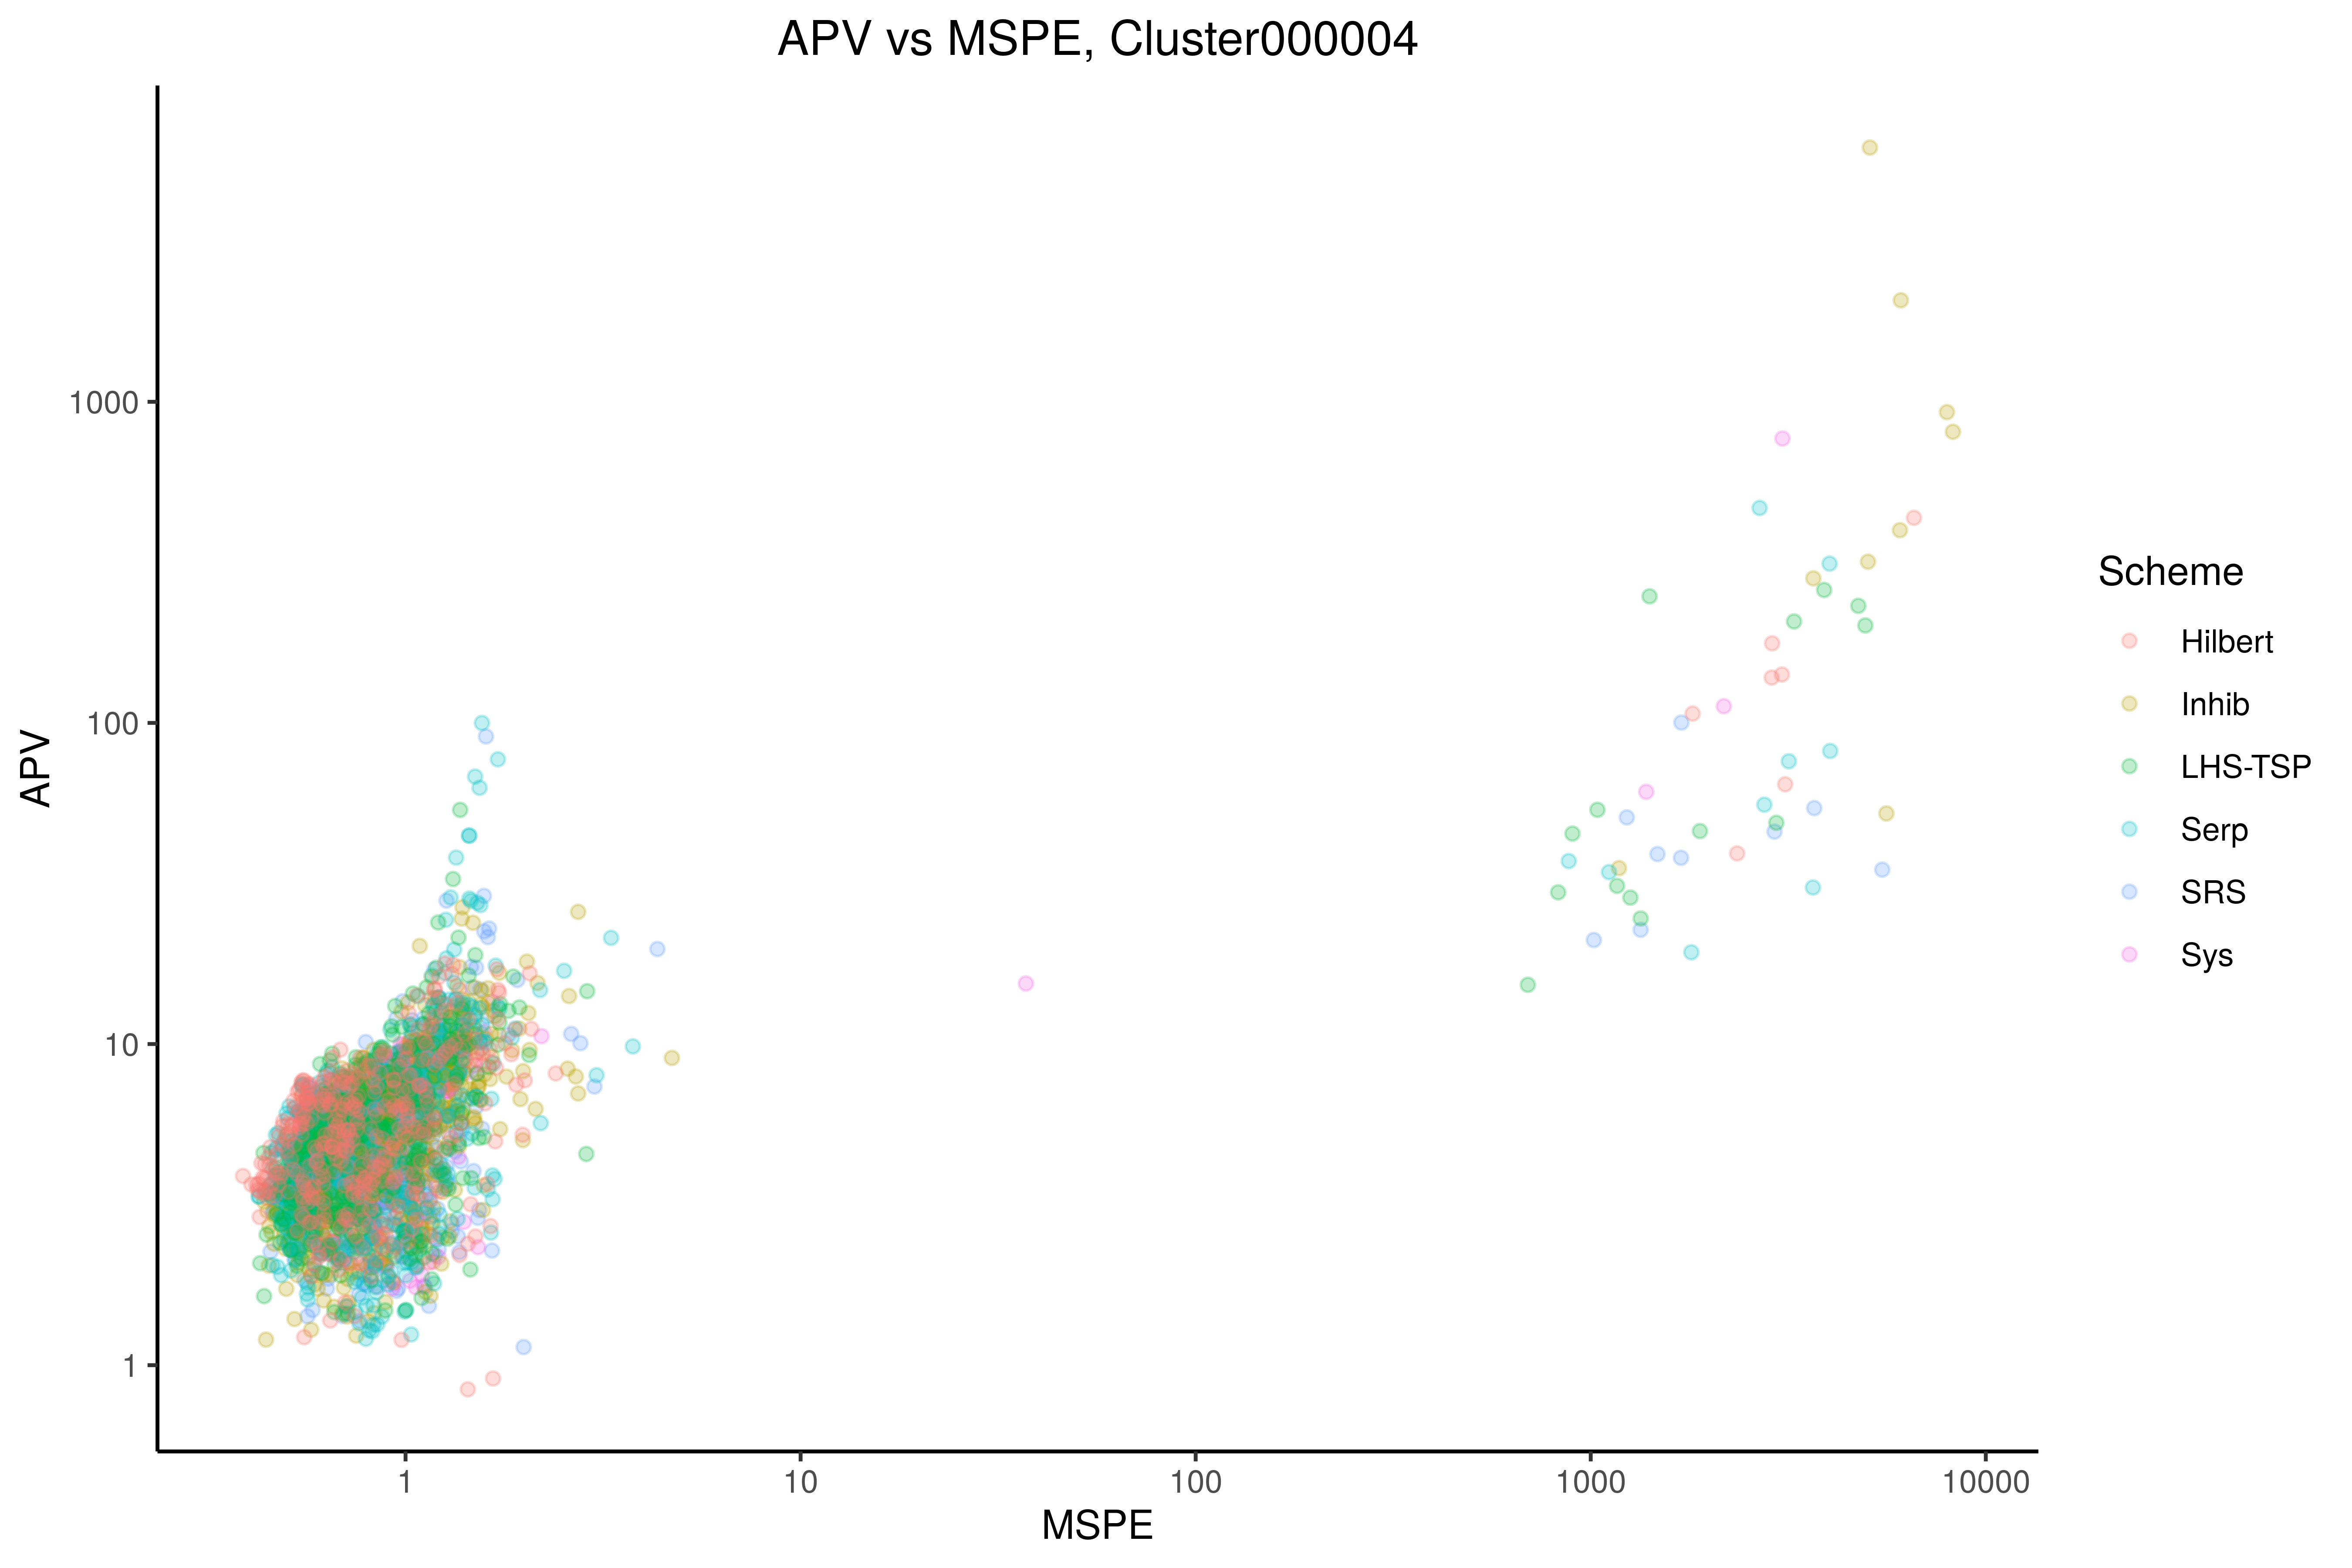 APV vs MSPE, Cluster000004
APV
1000
100
10
1
1
10
100
1000
10000
MSPE
Scheme
Hilbert
Inhib
LHS-TSP
Serp
SRS
Sys